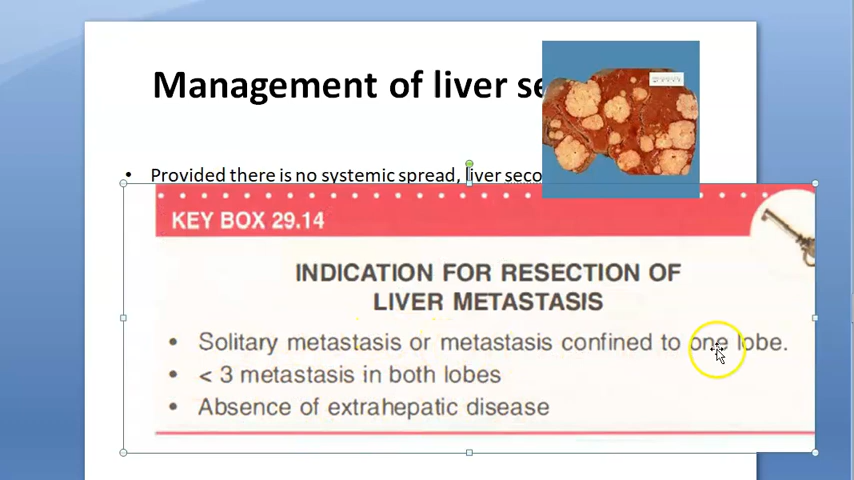 Management of liver se
• Provided there is no systemic spread, liver seco
KEY BOX 29.14
INDICATION FOR RESECTION OF
LIVER METASTASIS
• Solitary metastasis or metastasis confined to one lobe.
• < 3 metastasis in both lobes
• Absence of extrahepatic disease